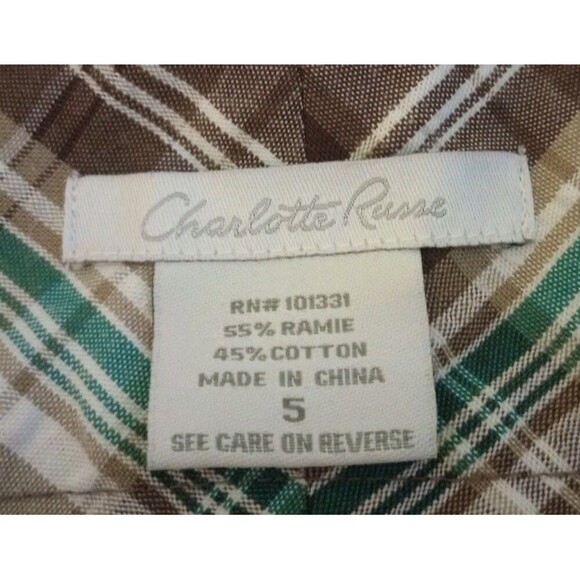 Charlotte Russe
RN# 101331
55% RAMIE
45% COTTON
MADE IN CHINA
5
SEE CARE ON REVERSE